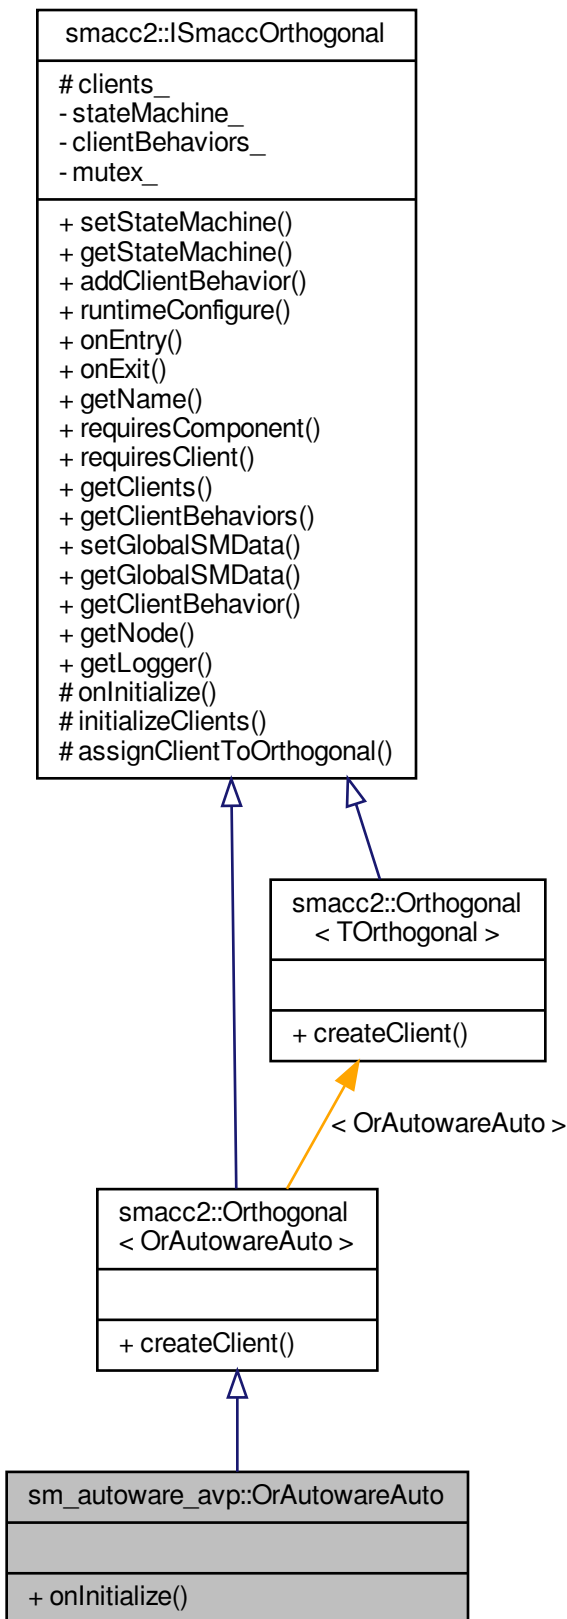 smacc2::ISmaccOrthogonal
# clients_
- stateMachine_
- clientBehaviors_
- mutex_
+ setStateMachine()
+ getStateMachine()
+ addClientBehavior()
+ runtimeConfigure()
+ onEntry()
+ onExit()
+ getName()
+ requiresComponent()
+ requiresClient()
+ getClients()
+ getClientBehaviors()
+ setGlobalSMData()
+ getGlobalSMData()
+ getClientBehavior()
+ getNode()
+ getLogger()
# onInitialize()
# initializeClients()
# assignClientToOrthogonal()
smacc2::Orthogonal
< TOrthogonal >
+ createClient()
< OrAutowareAuto >
smacc2::Orthogonal
< OrAutowareAuto >
+ createClient()
sm_autoware_avp::OrAutowareAuto
+ onInitialize()